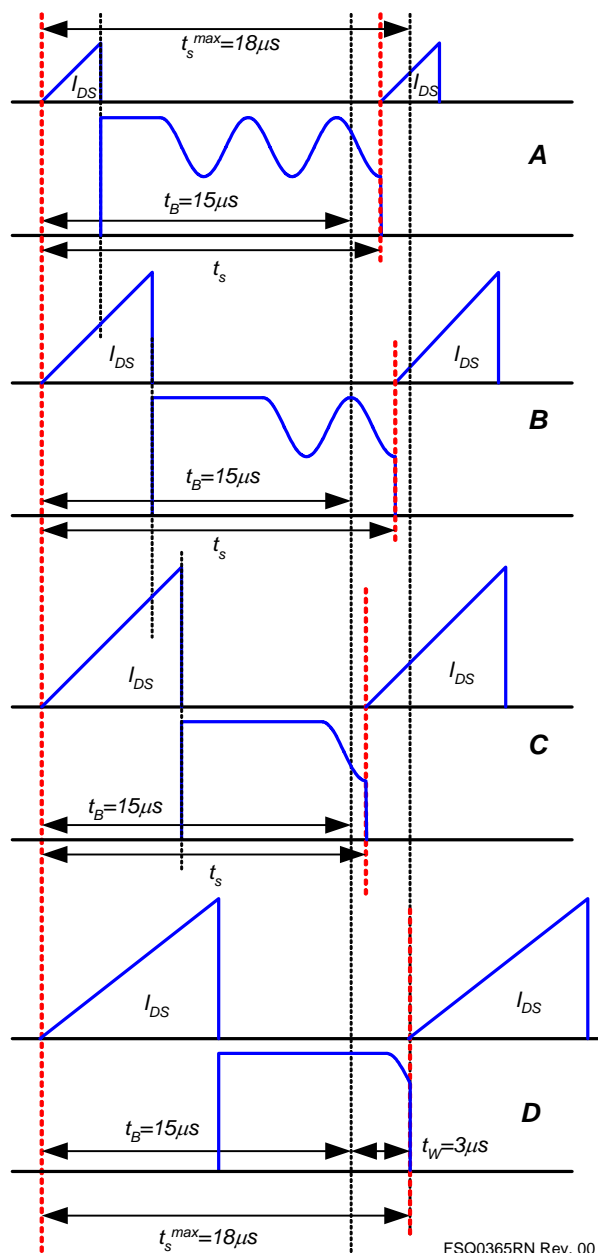 t_s^max=18μs
I_DS
I_DS
A
t_B=15μs
t_s
I_DS
I_DS
B
t_B=15μs
t_s
I_DS
I_DS
C
t_B=15μs
t_s
I_DS
I_DS
D
t_B=15μs
t_W=3μs
t_s^max=18μs
FSQ0365RN Rev. 00